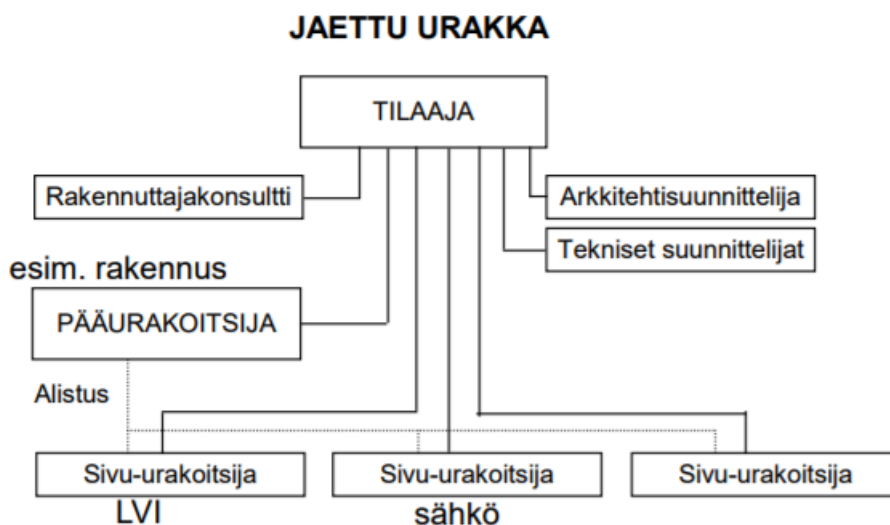 JAETTU URAKKA
TILAAJA
Rakennuttajakonsultti
Arkkitehtisuunnittelija
Tekniset suunnittelijat
esim. rakennus
PÄÄURAKOITSIJA
Alistus
Sivu-urakoitsija
Sivu-urakoitsija
Sivu-urakoitsija
LVI
sähkö